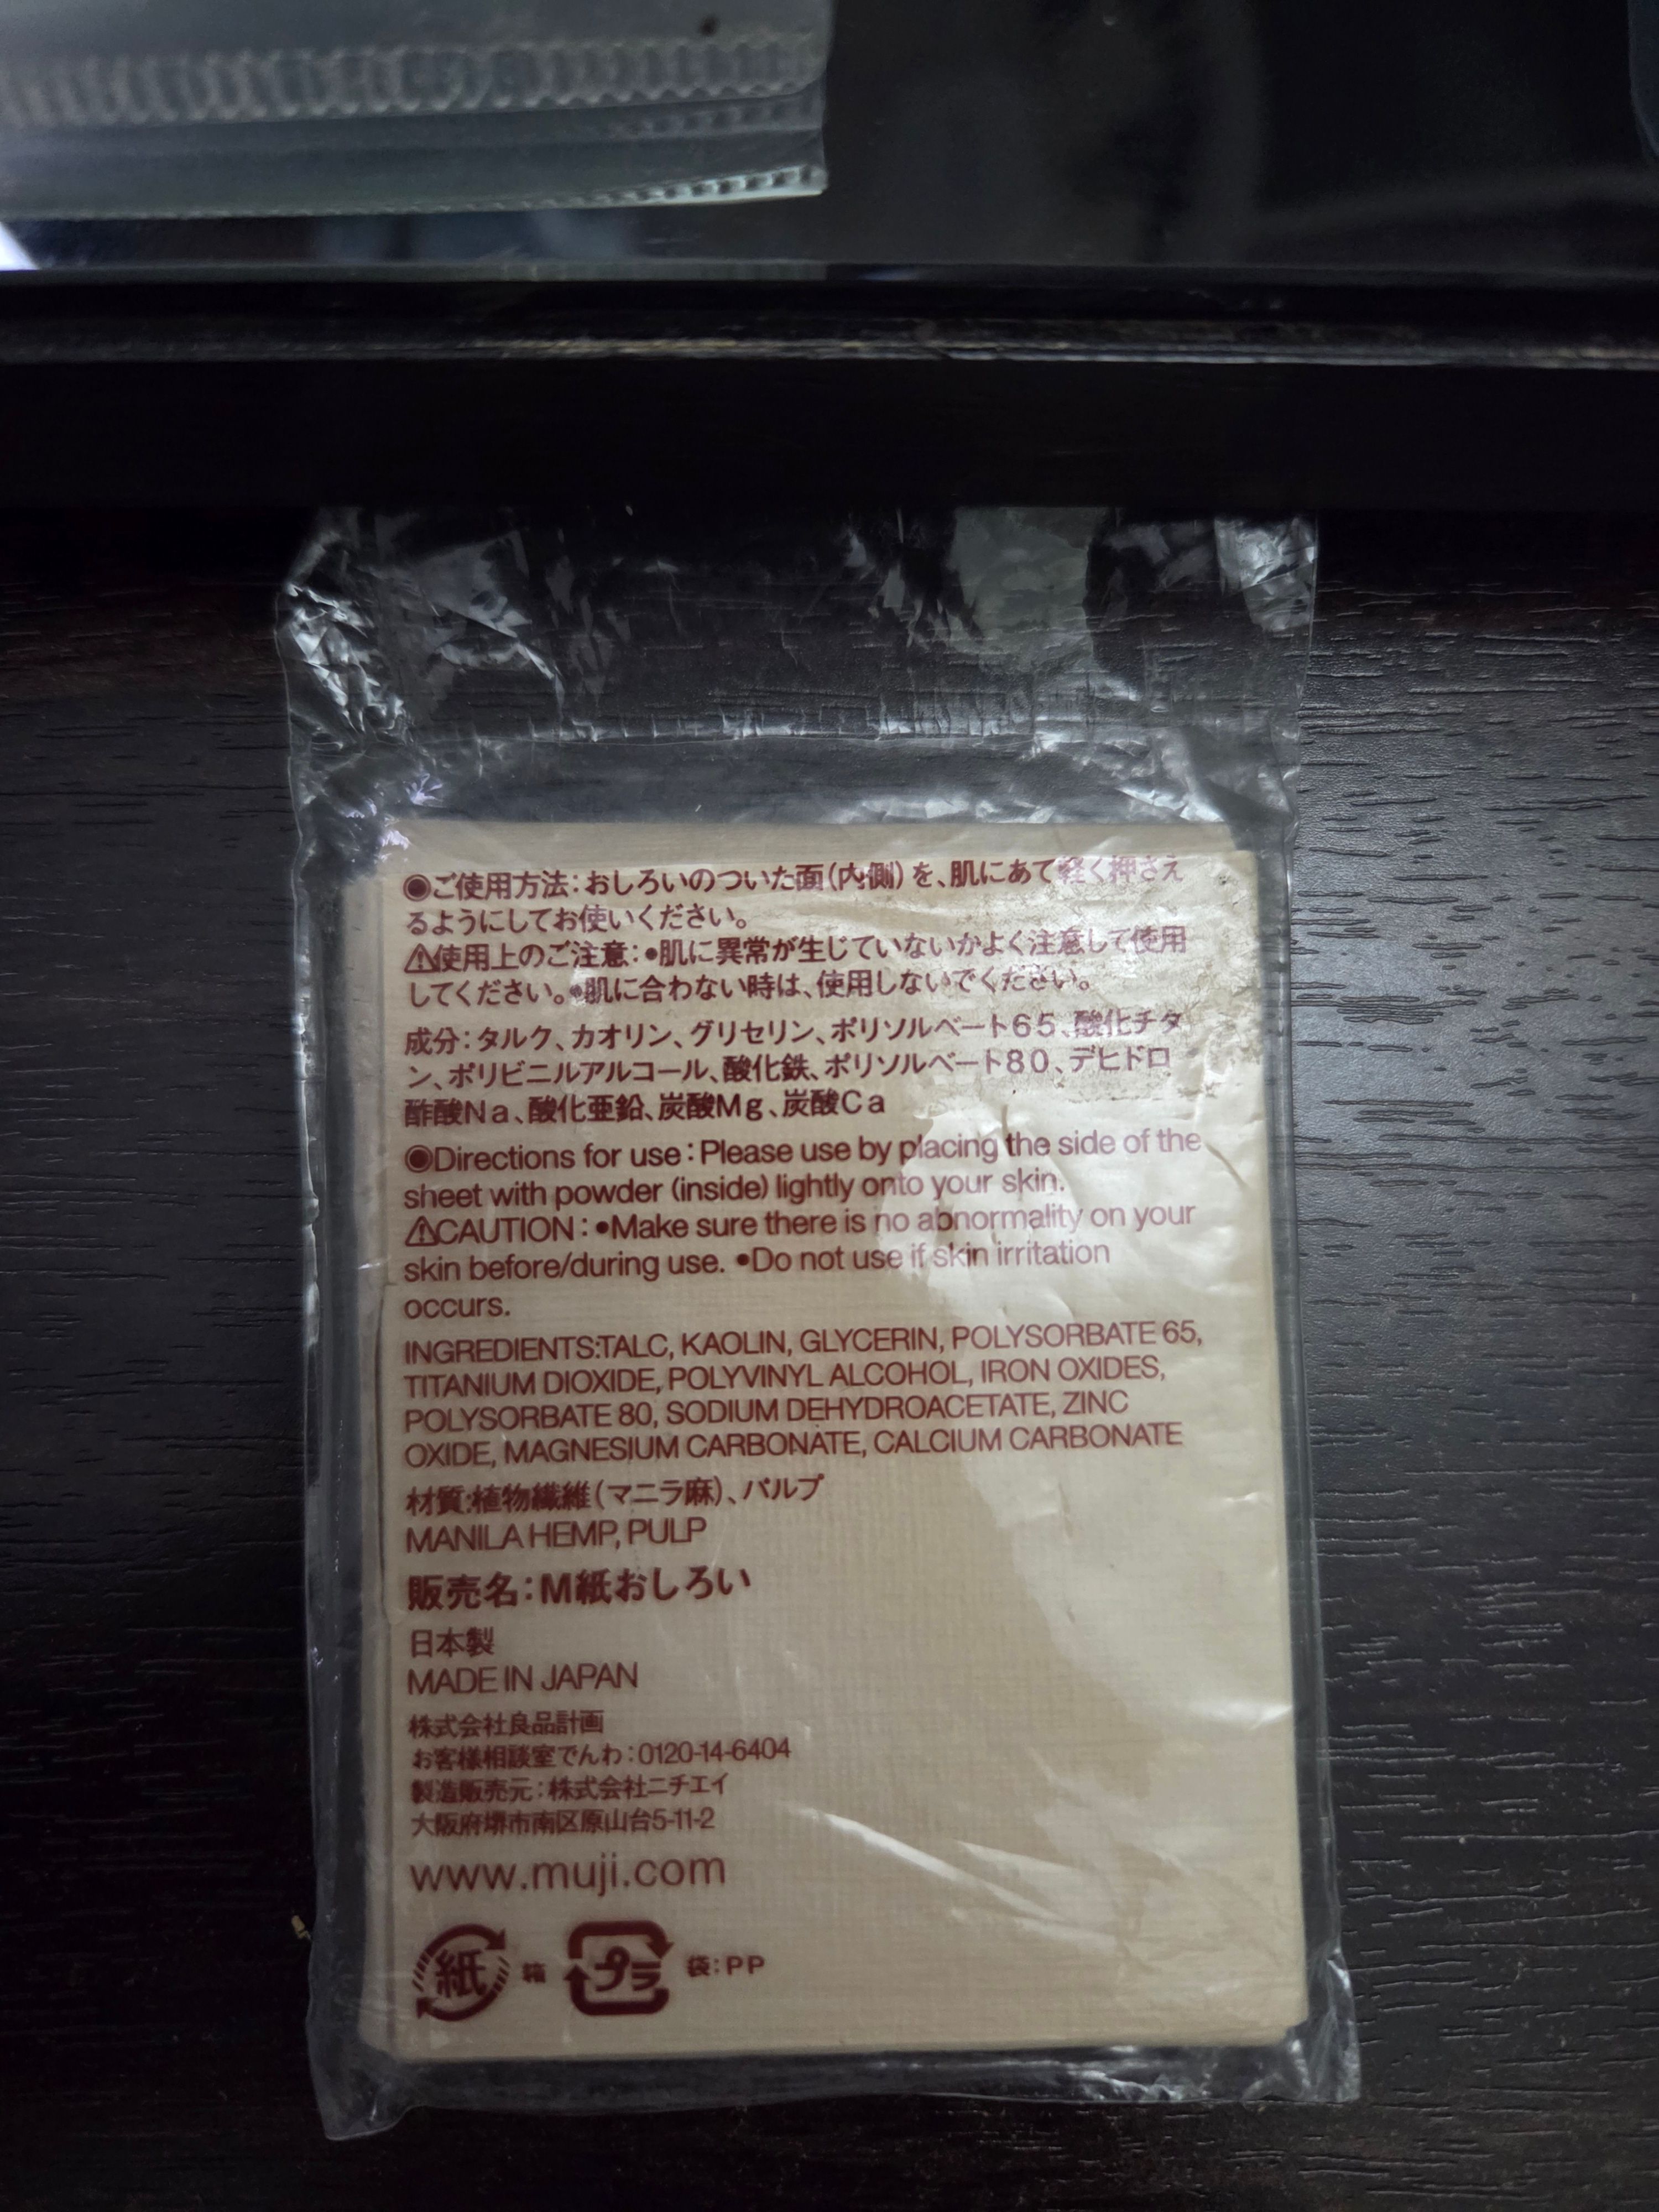 ◉ご使用方法：おしろいのついた面（内側）を、肌にあて軽く押さえ
るようにしてお使いください。
⚠使用上のご注意：●肌に異常が生じていないかよく注意して使用
してください。●肌に合わない時は、使用しないでください。
成分：タルク、カオリン、グリセリン、ポリソルベート６５、酸化チタ
ン、ポリビニルアルコール、酸化鉄、ポリソルベート８０、デヒドロ
酢酸Ｎａ、酸化亜鉛、炭酸Ｍｇ、炭酸Ｃａ
◉Directions for use：Please use by placing the side of the
sheet with powder (inside) lightly onto your skin.
⚠CAUTION：●Make sure there is no abnormality on your
skin before/during use. ●Do not use if skin irritation
occurs.
INGREDIENTS:TALC, KAOLIN, GLYCERIN, POLYSORBATE 65,
TITANIUM DIOXIDE, POLYVINYL ALCOHOL, IRON OXIDES,
POLYSORBATE 80, SODIUM DEHYDROACETATE, ZINC
OXIDE, MAGNESIUM CARBONATE, CALCIUM CARBONATE
材質:植物繊維（マニラ麻）、パルプ
MANILA HEMP, PULP
販売名：M紙おしろい
日本製
MADE IN JAPAN
株式会社良品計画
お客様相談室でんわ：0120-14-6404
製造販売元：株式会社ニチエイ
大阪府堺市南区原山台5-11-2
www.muji.com
紙 箱 プラ 袋：PP